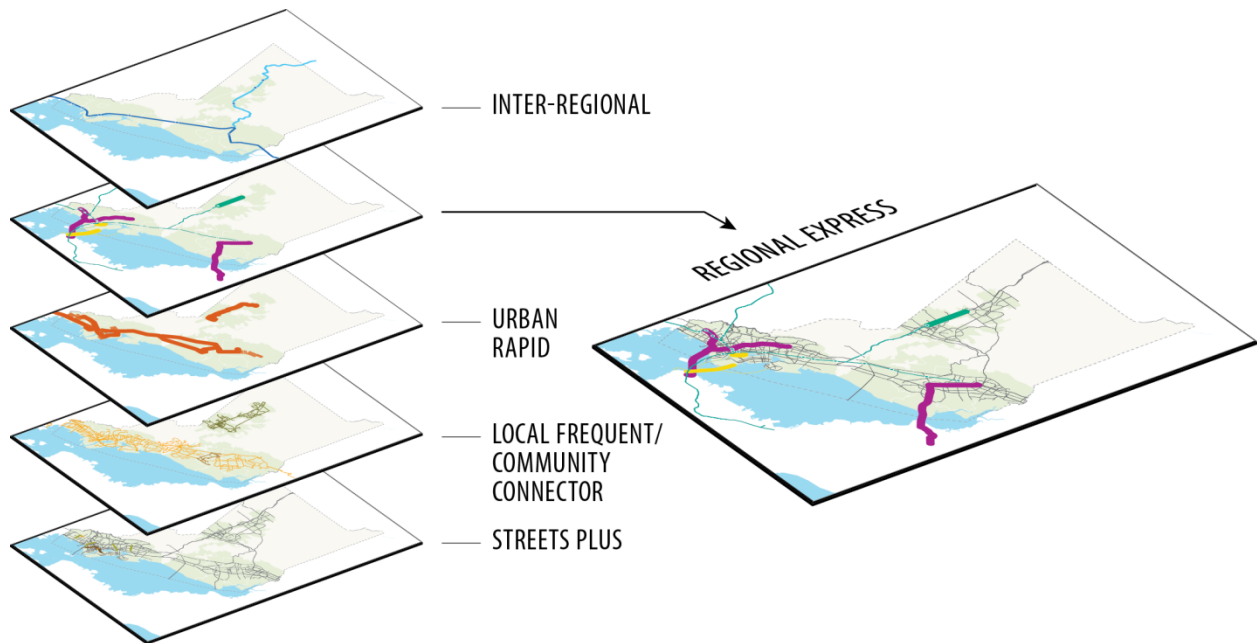 INTER-REGIONAL
REGIONAL EXPRESS
URBAN
RAPID
LOCAL FREQUENT/
COMMUNITY
CONNECTOR
STREETS PLUS